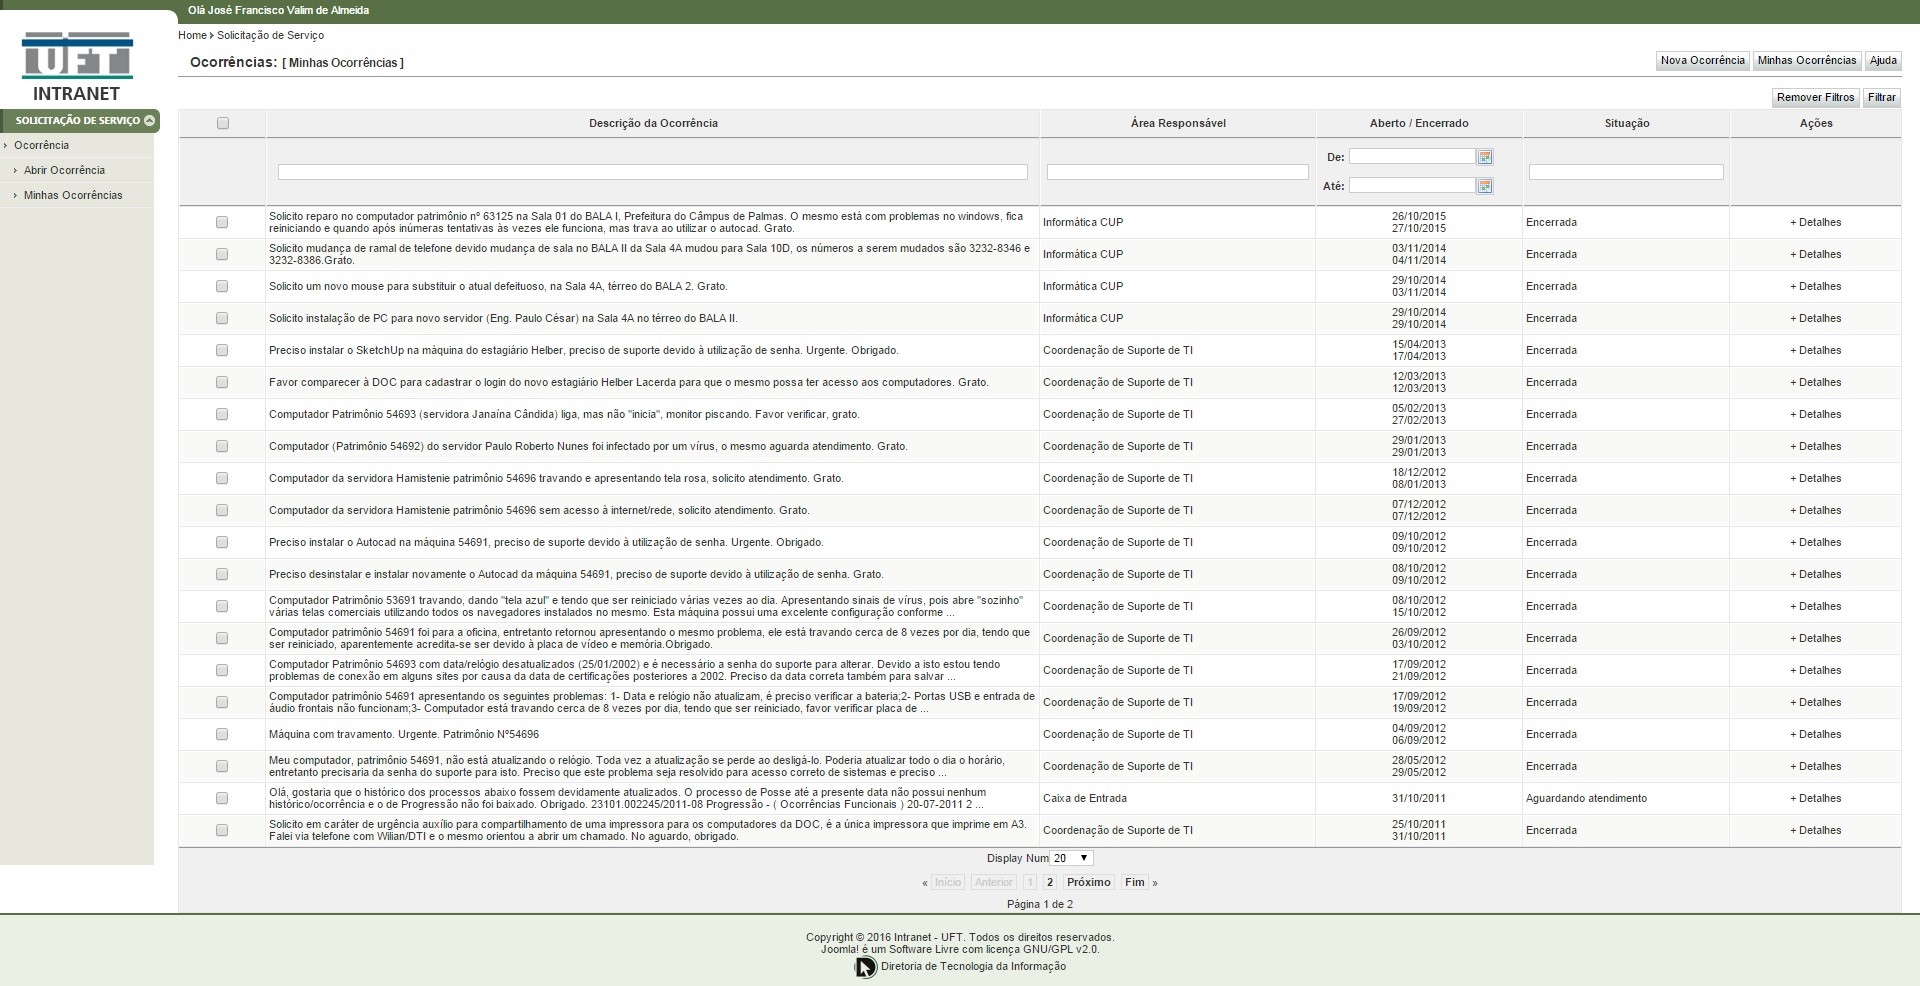 Olá José Francisco Valim de Almeida
UFT
INTRANET
Home Solicitação de Serviço
Ocorrências: [ Minhas Ocorrências ]
Nova Ocorrência Minhas Ocorrências Ajuda
Remover Filtros Filtrar
SOLICITAÇÃO DE SERVIÇO
Ocorrência
Abrir Ocorrência
Minhas Ocorrências
Descrição da Ocorrência Área Responsável Aberto / Encerrado Situação Ações
De:
Até:
Solicito reparo no computador patrimônio nº 63125 na Sala 01 do BALA I, Prefeitura do Câmpus de Palmas. O mesmo está com problemas no windows, fica
reiniciando e quando após inúmeras tentativas às vezes ele funciona, mas trava ao utilizar o autocad. Grato.
Informática CUP
26/10/2015
27/10/2015
Encerrada
+ Detalhes
Solicito mudança de ramal de telefone devido mudança de sala no BALA II da Sala 4A mudou para Sala 10D, os números a serem mudados são 3232-8346 e
3232-8386.Grato.
Informática CUP
03/11/2014
04/11/2014
Encerrada
+ Detalhes
Solicito um novo mouse para substituir o atual defeituoso, na Sala 4A, térreo do BALA 2. Grato.
Informática CUP
29/10/2014
03/11/2014
Encerrada
+ Detalhes
Solicito instalação de PC para novo servidor (Eng. Paulo César) na Sala 4A no térreo do BALA II.
Informática CUP
29/10/2014
29/10/2014
Encerrada
+ Detalhes
Preciso instalar o SketchUp na máquina do estagiário Helber, preciso de suporte devido à utilização de senha. Urgente. Obrigado.
Coordenação de Suporte de TI
15/04/2013
17/04/2013
Encerrada
+ Detalhes
Favor comparecer à DOC para cadastrar o login do novo estagiário Helber Lacerda para que o mesmo possa ter acesso aos computadores. Grato.
Coordenação de Suporte de TI
12/03/2013
12/03/2013
Encerrada
+ Detalhes
Computador Patrimônio 54693 (servidora Janaína Cândida) liga, mas não "inicia", monitor piscando. Favor verificar, grato.
Coordenação de Suporte de TI
05/02/2013
27/02/2013
Encerrada
+ Detalhes
Computador (Patrimônio 54692) do servidor Paulo Roberto Nunes foi infectado por um vírus, o mesmo aguarda atendimento. Grato.
Coordenação de Suporte de TI
29/01/2013
29/01/2013
Encerrada
+ Detalhes
Computador da servidora Hamistenie patrimônio 54696 travando e apresentando tela rosa, solicito atendimento. Grato.
Coordenação de Suporte de TI
18/12/2012
08/01/2013
Encerrada
+ Detalhes
Computador da servidora Hamistenie patrimônio 54696 sem acesso à internet/rede, solicito atendimento. Grato.
Coordenação de Suporte de TI
07/12/2012
07/12/2012
Encerrada
+ Detalhes
Preciso instalar o Autocad na máquina 54691, preciso de suporte devido à utilização de senha. Urgente. Obrigado.
Coordenação de Suporte de TI
09/10/2012
09/10/2012
Encerrada
+ Detalhes
Preciso desinstalar e instalar novamente o Autocad da máquina 54691, preciso de suporte devido à utilização de senha. Grato.
Coordenação de Suporte de TI
08/10/2012
09/10/2012
Encerrada
+ Detalhes
Computador Patrimônio 53691 travando, dando "tela azul" e tendo que ser reiniciado várias vezes ao dia. Apresentando sinais de vírus, pois abre "sozinho"
várias telas comerciais utilizando todos os navegadores instalados no mesmo. Esta máquina possui uma excelente configuração conforme ...
Coordenação de Suporte de TI
08/10/2012
15/10/2012
Encerrada
+ Detalhes
Computador patrimônio 54691 foi para a oficina, entretanto retornou apresentando o mesmo problema, ele está travando cerca de 8 vezes por dia, tendo que
ser reiniciado, aparentemente acredita-se ser devido à placa de vídeo e memória.Obrigado.
Coordenação de Suporte de TI
26/09/2012
03/10/2012
Encerrada
+ Detalhes
Computador Patrimônio 54693 com data/relógio desatualizados (25/01/2002) e é necessário a senha do suporte para alterar. Devido a isto estou tendo
problemas de conexão em alguns sites por causa da data de certificações posteriores a 2002. Preciso da data correta também para salvar ...
Coordenação de Suporte de TI
17/09/2012
21/09/2012
Encerrada
+ Detalhes
Computador patrimônio 54691 apresentando os seguintes problemas: 1- Data e relógio não atualizam, é preciso verificar a bateria;2- Portas USB e entrada de
áudio frontais não funcionam;3- Computador está travando cerca de 8 vezes por dia, tendo que ser reiniciado, favor verificar placa de ...
Coordenação de Suporte de TI
17/09/2012
19/09/2012
Encerrada
+ Detalhes
Máquina com travamento. Urgente. Patrimônio Nº54696
Coordenação de Suporte de TI
04/09/2012
06/09/2012
Encerrada
+ Detalhes
Meu computador, patrimônio 54691, não está atualizando o relógio. Toda vez a atualização se perde ao desligá-lo. Poderia atualizar todo o dia o horário,
entretanto precisaria da senha do suporte para isto. Preciso que este problema seja resolvido para acesso correto de sistemas e preciso ...
Coordenação de Suporte de TI
28/05/2012
29/05/2012
Encerrada
+ Detalhes
Olá, gostaria que o histórico dos processos abaixo fossem devidamente atualizados. O processo de Posse até a presente data não possui nenhum
histórico/ocorrência e o de Progressão não foi baixado. Obrigado. 23101.002245/2011-08 Progressão - ( Ocorrências Funcionais ) 20-07-2011 2 ...
Caixa de Entrada
31/10/2011
Aguardando atendimento
+ Detalhes
Solicito em caráter de urgência auxílio para compartilhamento de uma impressora para os computadores da DOC, é a única impressora que imprime em A3.
Falei via telefone com Wilian/DTI e o mesmo orientou a abrir um chamado. No aguardo, obrigado.
Coordenação de Suporte de TI
25/10/2011
31/10/2011
Encerrada
+ Detalhes
Display Num 20
« Início Anterior 1 2 Próximo Fim »
Página 1 de 2
Copyright © 2016 Intranet - UFT. Todos os direitos reservados.
Joomla! é um Software Livre com licença GNU/GPL v2.0.
Diretoria de Tecnologia da Informação